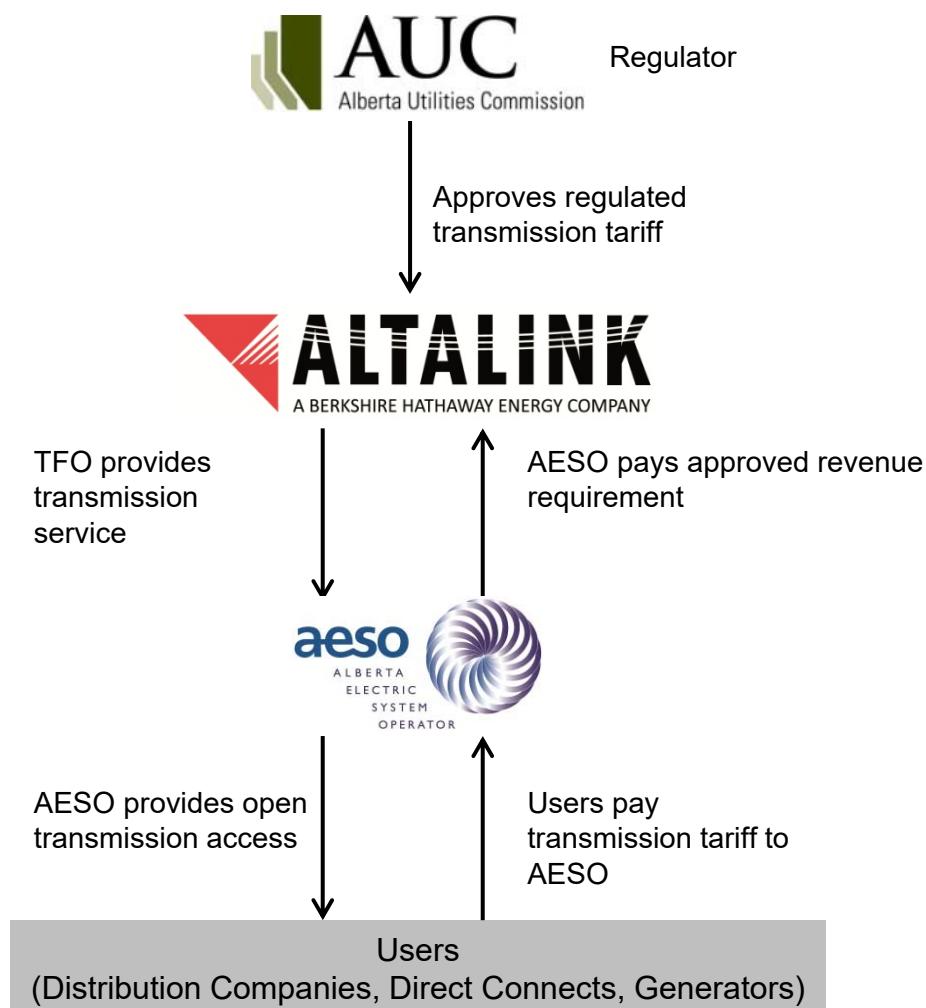 AUC
Regulator
Alberta Utilities Commission
Approves regulated
transmission tariff
ALTALINK
A BERKSHIRE HATHAWAY ENERGY COMPANY
TFO provides
transmission
service
AESO pays approved revenue
requirement
aeso
ALBERTA
ELECTRIC
SYSTEM
OPERATOR
AESO provides open
transmission access
Users pay
transmission tariff to
AESO
Users
(Distribution Companies, Direct Connects, Generators)